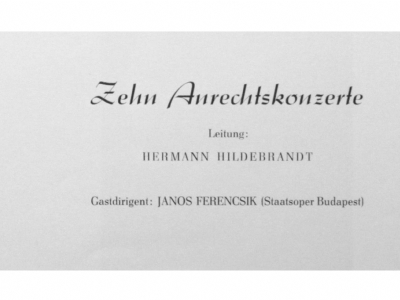 Zehn Anrechtskonzerte
Leitung:
HERMANN HILDEBRANDT
Gastdirigent: JANOS FERENCSIK (Staatsoper Budapest)